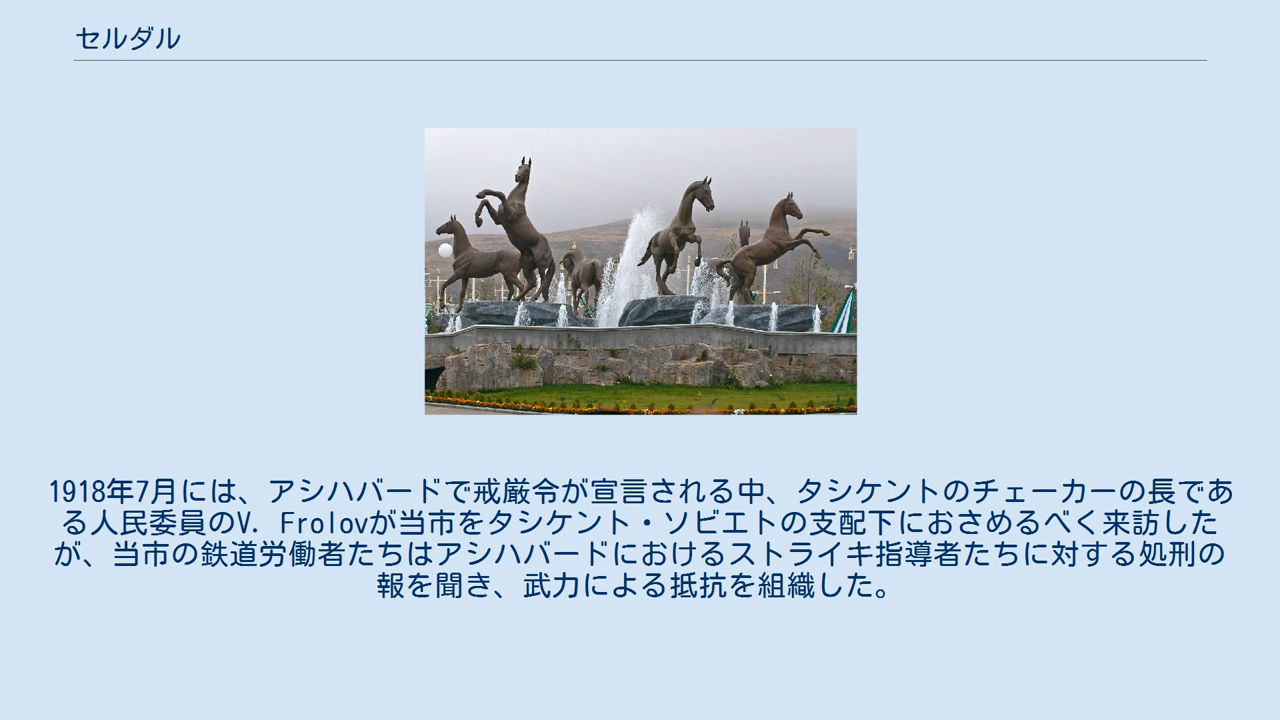 セルダル
1918年7月には、アシハバードで戒厳令が宣言される中、タシケントのチェーカーの長であ
る人民委員のV. Frolovが当市をタシケント・ソビエトの支配下におさめるべく来訪した
が、当市の鉄道労働者たちはアシハバードにおけるストライキ指導者たちに対する処刑の
報を聞き、武力による抵抗を組織した。